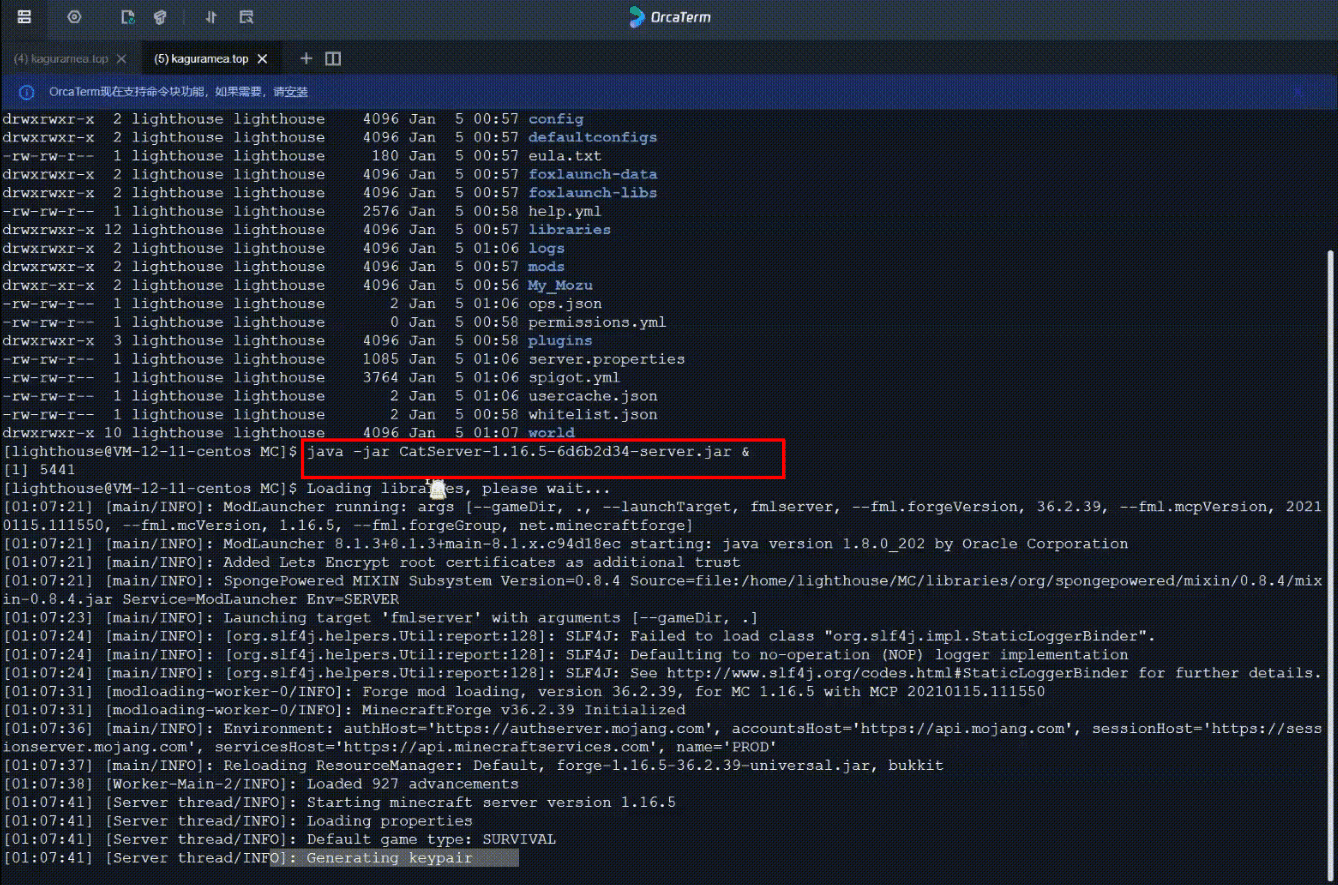 OrcaTerm
(4) kaguramea.top
(5) kaguramea.top
OrcaTerm现在支持命令块功能，如果需要，请安装
drwxrwxr-x  2 lighthouse lighthouse    4096 Jan  5 00:57 config
drwxrwxr-x  2 lighthouse lighthouse    4096 Jan  5 00:57 defaultconfigs
-rw-rw-r--  1 lighthouse lighthouse     180 Jan  5 00:57 eula.txt
drwxrwxr-x  2 lighthouse lighthouse    4096 Jan  5 00:57 foxlaunch-data
drwxrwxr-x  2 lighthouse lighthouse    4096 Jan  5 00:57 foxlaunch-libs
-rw-rw-r--  1 lighthouse lighthouse    2576 Jan  5 00:58 help.yml
drwxrwxr-x 12 lighthouse lighthouse    4096 Jan  5 00:57 libraries
drwxrwxr-x  2 lighthouse lighthouse    4096 Jan  5 01:06 logs
drwxrwxr-x  2 lighthouse lighthouse    4096 Jan  5 00:57 mods
drwxrwxr-x  2 lighthouse lighthouse    4096 Jan  5 00:56 My_Mozu
-rw-rw-r--  1 lighthouse lighthouse       2 Jan  5 01:06 ops.json
-rw-rw-r--  1 lighthouse lighthouse       0 Jan  5 00:58 permissions.yml
drwxrwxr-x  3 lighthouse lighthouse    4096 Jan  5 00:58 plugins
-rw-rw-r--  1 lighthouse lighthouse    1085 Jan  5 01:06 server.properties
-rw-rw-r--  1 lighthouse lighthouse    3764 Jan  5 01:06 spigot.yml
-rw-rw-r--  1 lighthouse lighthouse       2 Jan  5 01:06 usercache.json
-rw-rw-r--  1 lighthouse lighthouse       2 Jan  5 00:58 whitelist.json
drwxrwxr-x 10 lighthouse lighthouse    4096 Jan  5 01:07 world
[lighthouse@VM-12-11-centos MC]$ java -jar CatServer-1.16.5-6d6b2d34-server.jar &
[1] 5441
[lighthouse@VM-12-11-centos MC]$ Loading libraries, please wait...
[01:07:21] [main/INFO]: ModLauncher running: args [--gameDir, ., --launchTarget, fmlserver, --fml.forgeVersion, 36.2.39, --fml.mcpVersion, 2021
0115.111550, --fml.mcVersion, 1.16.5, --fml.forgeGroup, net.minecraftforge]
[01:07:21] [main/INFO]: ModLauncher 8.1.3+8.1.3+main-8.1.x.c94d18ec starting: java version 1.8.0_202 by Oracle Corporation
[01:07:21] [main/INFO]: Added Lets Encrypt root certificates as additional trust
[01:07:21] [main/INFO]: SpongePowered MIXIN Subsystem Version=0.8.4 Source=file:/home/lighthouse/MC/libraries/org/spongepowered/mixin/0.8.4/mix
in-0.8.4.jar Service=ModLauncher Env=SERVER
[01:07:23] [main/INFO]: Launching target 'fmlserver' with arguments [--gameDir, .]
[01:07:24] [main/INFO]: [org.slf4j.helpers.Util:report:128]: SLF4J: Failed to load class "org.slf4j.impl.StaticLoggerBinder".
[01:07:24] [main/INFO]: [org.slf4j.helpers.Util:report:128]: SLF4J: Defaulting to no-operation (NOP) logger implementation
[01:07:24] [main/INFO]: [org.slf4j.helpers.Util:report:128]: SLF4J: See http://www.slf4j.org/codes.html#StaticLoggerBinder for further details.
[01:07:31] [modloading-worker-0/INFO]: Forge mod loading, version 36.2.39, for MC 1.16.5 with MCP 20210115.111550
[01:07:31] [modloading-worker-0/INFO]: MinecraftForge v36.2.39 Initialized
[01:07:36] [main/INFO]: Environment: authHost='https://authserver.mojang.com', accountsHost='https://api.mojang.com', sessionHost='https://sess
ionserver.mojang.com', servicesHost='https://api.minecraftservices.com', name='PROD'
[01:07:37] [main/INFO]: Reloading ResourceManager: Default, forge-1.16.5-36.2.39-universal.jar, bukkit
[01:07:38] [Worker-Main-2/INFO]: Loaded 927 advancements
[01:07:41] [Server thread/INFO]: Starting minecraft server version 1.16.5
[01:07:41] [Server thread/INFO]: Loading properties
[01:07:41] [Server thread/INFO]: Default game type: SURVIVAL
[01:07:41] [Server thread/INFO]: Generating keypair